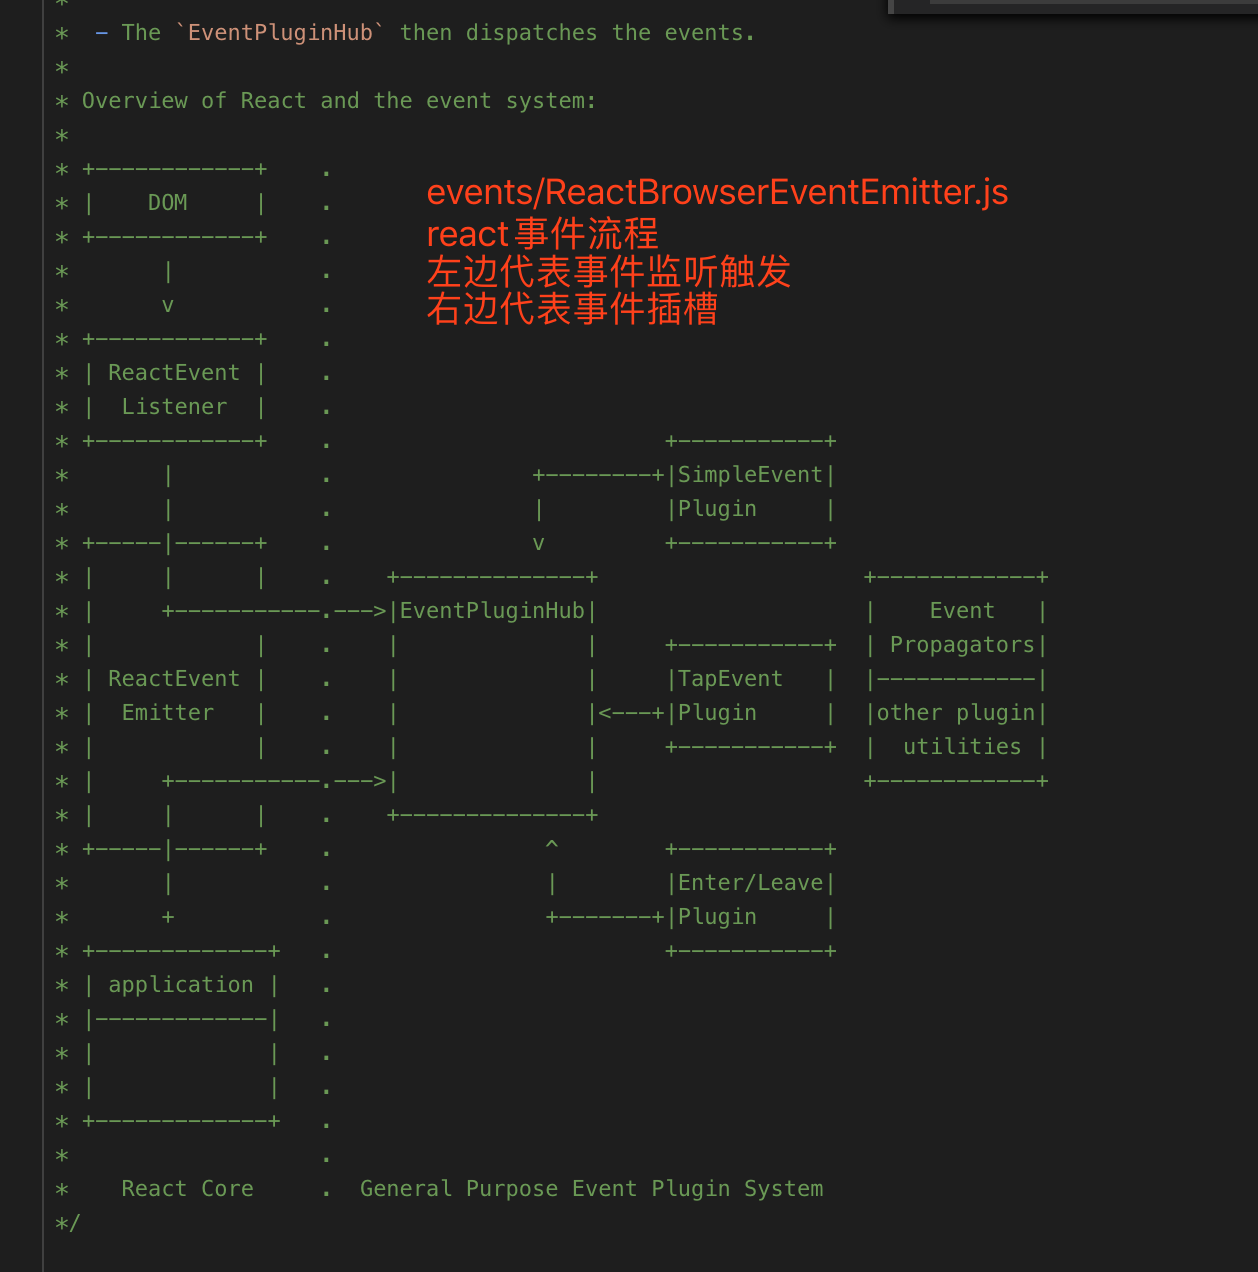 *
*  - The `EventPluginHub` then dispatches the events.
*
* Overview of React and the event system:
*
* +------------+    .
* |    DOM     |    .
* +------------+    .
*       |           .
*       v           .
* +------------+    .
* | ReactEvent |    .
* |  Listener  |    .
* +------------+    .                         +-----------+
*       |           .               +--------+|SimpleEvent|
*       |           .               |         |Plugin     |
* +-----|------+    .               v         +-----------+
* |     |      |    .    +--------------+                    +------------+
* |     +-----------.--->|EventPluginHub|                    |    Event   |
* |            |    .    |              |     +-----------+  | Propagators|
* | ReactEvent |    .    |              |     |TapEvent   |  |------------|
* |  Emitter   |    .    |              |<---+|Plugin     |  |other plugin|
* |            |    .    |              |     +-----------+  |  utilities |
* |     +-----------.--->|              |                    +------------+
* |     |      |    .    +--------------+
* +-----|------+    .                ^        +-----------+
*       |           .                |        |Enter/Leave|
*       +           .                +-------+|Plugin     |
* +-------------+   .                         +-----------+
* | application |   .
* |-------------|   .
* |             |   .
* |             |   .
* +-------------+   .
*                   .
*    React Core     .  General Purpose Event Plugin System
*/
events/ReactBrowserEventEmitter.js
react事件流程
左边代表事件监听触发
右边代表事件插槽